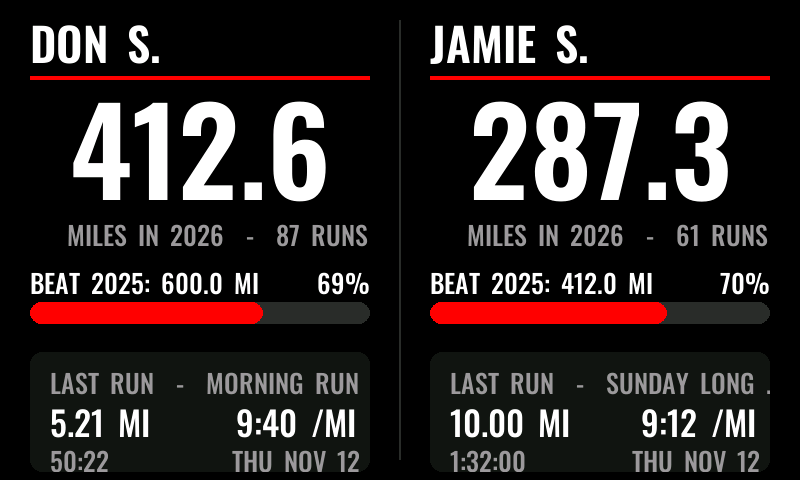 DON S.
412.6
MILES IN 2026 - 87 RUNS
BEAT 2025: 600.0 MI 69%
LAST RUN - MORNING RUN
5.21 MI 9:40 /MI
50:22 THU NOV 12
JAMIE S.
287.3
MILES IN 2026 - 61 RUNS
BEAT 2025: 412.0 MI 70%
LAST RUN - SUNDAY LONG .
10.00 MI 9:12 /MI
1:32:00 THU NOV 12